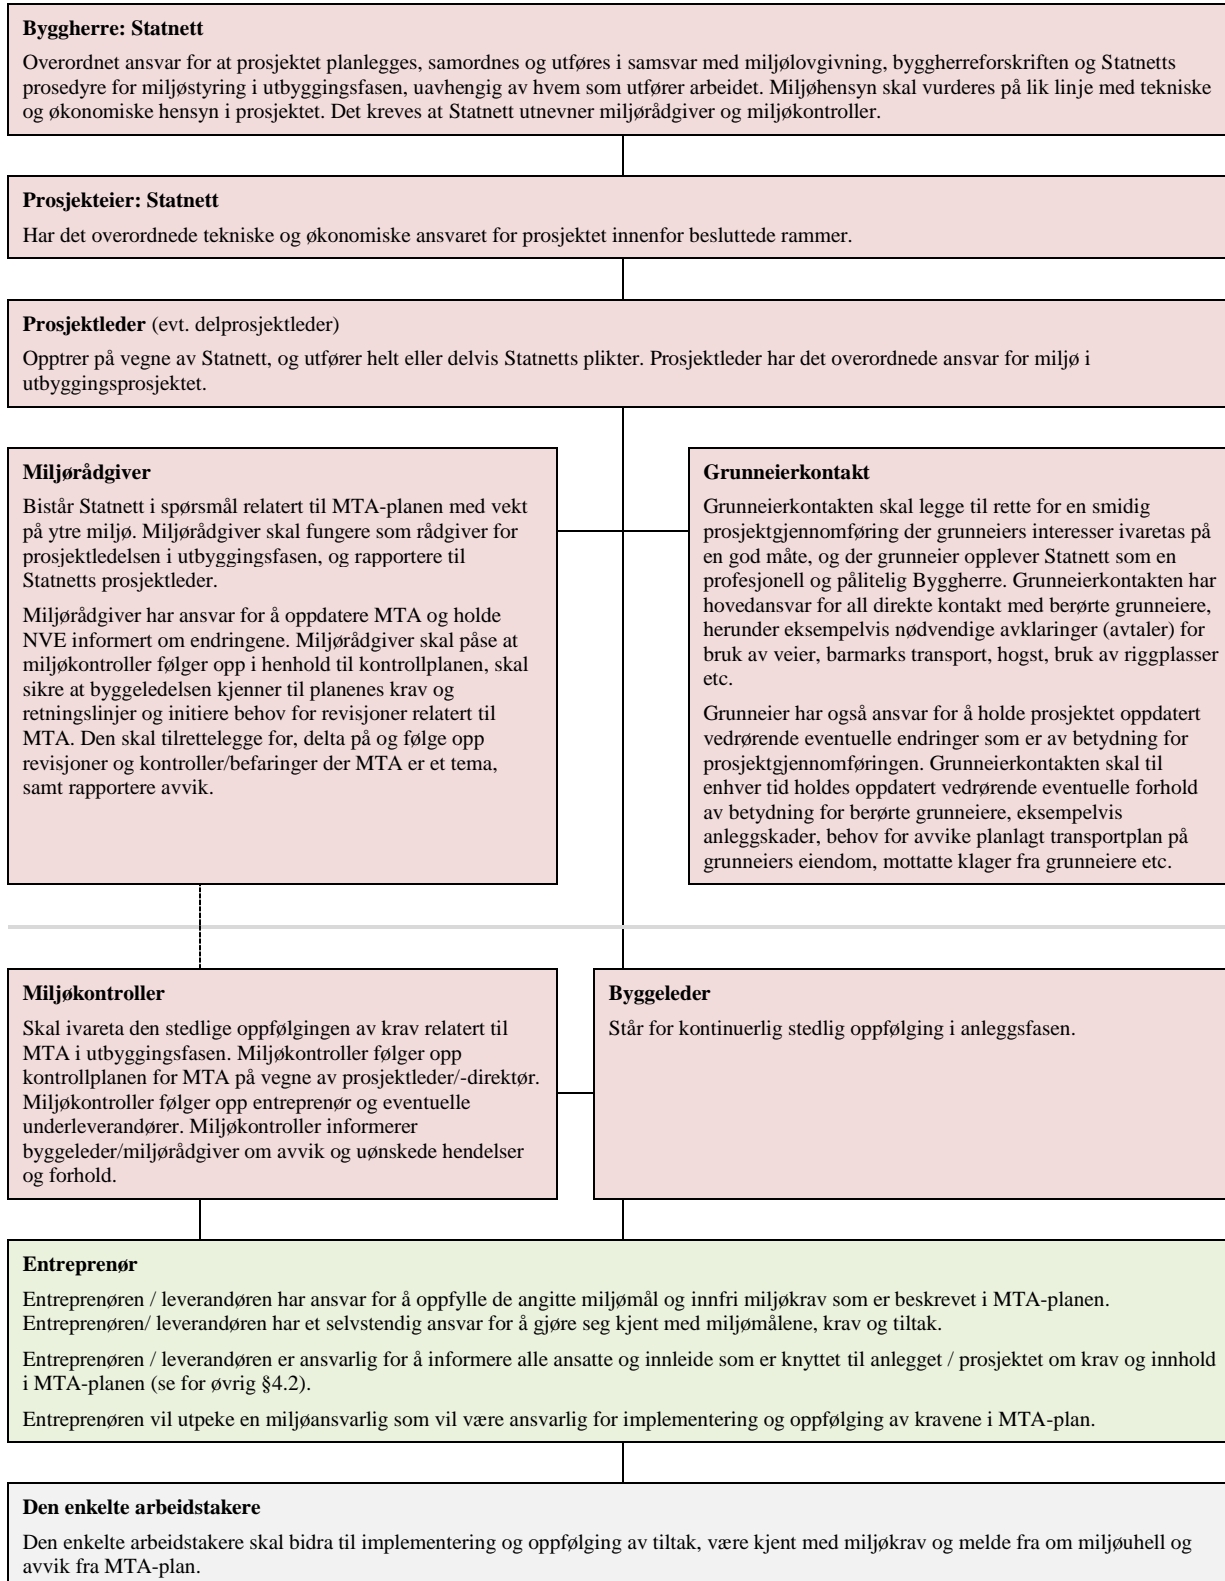 Byggherre: Statnett
Overordnet ansvar for at prosjektet planlegges, samordnes og utføres i samsvar med miljølovgivning, byggherreforskriften og Statnetts
prosedyre for miljøstyring i utbyggingsfasen, uavhengig av hvem som utfører arbeidet. Miljøhensyn skal vurderes på lik linje med tekniske
og økonomiske hensyn i prosjektet. Det kreves at Statnett utnevner miljørådgiver og miljøkontroller.
Prosjekteier: Statnett
Har det overordnede tekniske og økonomiske ansvaret for prosjektet innenfor besluttede rammer.
Prosjektleder (evt. delprosjektleder)
Opptrer på vegne av Statnett, og utfører helt eller delvis Statnetts plikter. Prosjektleder har det overordnede ansvar for miljø i
utbyggingsprosjektet.
Miljørådgiver
Bistår Statnett i spørsmål relatert til MTA-planen med vekt
på ytre miljø. Miljørådgiver skal fungere som rådgiver for
prosjektledelsen i utbyggingsfasen, og rapportere til
Statnetts prosjektleder.
Miljørådgiver har ansvar for å oppdatere MTA og holde
NVE informert om endringene. Miljørådgiver skal påse at
miljøkontroller følger opp i henhold til kontrollplanen, skal
sikre at byggeledelsen kjenner til planenes krav og
retningslinjer og initiere behov for revisjoner relatert til
MTA. Den skal tilrettelegge for, delta på og følge opp
revisjoner og kontroller/befaringer der MTA er et tema,
samt rapportere avvik.
Grunneierkontakt
Grunneierkontakten skal legge til rette for en smidig
prosjektgjennomføring der grunneiers interesser ivaretas på
en god måte, og der grunneier opplever Statnett som en
profesjonell og pålitelig Byggherre. Grunneierkontakten har
hovedansvar for all direkte kontakt med berørte grunneiere,
herunder eksempelvis nødvendige avklaringer (avtaler) for
bruk av veier, barmarks transport, hogst, bruk av riggplasser
etc.
Grunneier har også ansvar for å holde prosjektet oppdatert
vedrørende eventuelle endringer som er av betydning for
prosjektgjennomføringen. Grunneierkontakten skal til
enhver tid holdes oppdatert vedrørende eventuelle forhold
av betydning for berørte grunneiere, eksempelvis
anleggskader, behov for avvike planlagt transportplan på
grunneiers eiendom, mottatte klager fra grunneiere etc.
Miljøkontroller
Skal ivareta den stedlige oppfølgingen av krav relatert til
MTA i utbyggingsfasen. Miljøkontroller følger opp
kontrollplanen for MTA på vegne av prosjektleder/-direktør.
Miljøkontroller følger opp entreprenør og eventuelle
underleverandører. Miljøkontroller informerer
byggeleder/miljørådgiver om avvik og uønskede hendelser
og forhold.
Byggeleder
Står for kontinuerlig stedlig oppfølging i anleggsfasen.
Entreprenør
Entreprenøren / leverandøren har ansvar for å oppfylle de angitte miljømål og innfri miljøkrav som er beskrevet i MTA-planen.
Entreprenøren/ leverandøren har et selvstendig ansvar for å gjøre seg kjent med miljømålene, krav og tiltak.
Entreprenøren / leverandøren er ansvarlig for å informere alle ansatte og innleide som er knyttet til anlegget / prosjektet om krav og innhold
i MTA-planen (se for øvrig §4.2).
Entreprenøren vil utpeke en miljøansvarlig som vil være ansvarlig for implementering og oppfølging av kravene i MTA-plan.
Den enkelte arbeidstakere
Den enkelte arbeidstakere skal bidra til implementering og oppfølging av tiltak, være kjent med miljøkrav og melde fra om miljøuhell og
avvik fra MTA-plan.